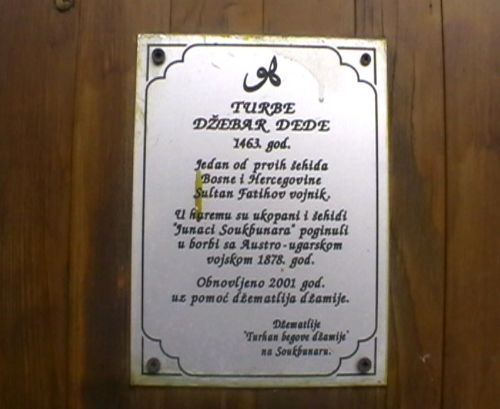 TURBE
DŽEBAR DEDE
1463. god.
Jedan od prvih šehida
Bosne i Hercegovine
Sultan Fatihov vojnik.
U haremu su ukopani i šehidi
"Junaci Soukbunara" poginuli
u borbi sa Austro-ugarskom
vojskom 1878. god.
Obnovljeno 2001 god.
uz pomoć džematlija džamije.
Džematlije
"Turhan begove džamije"
na Soukbunaru.